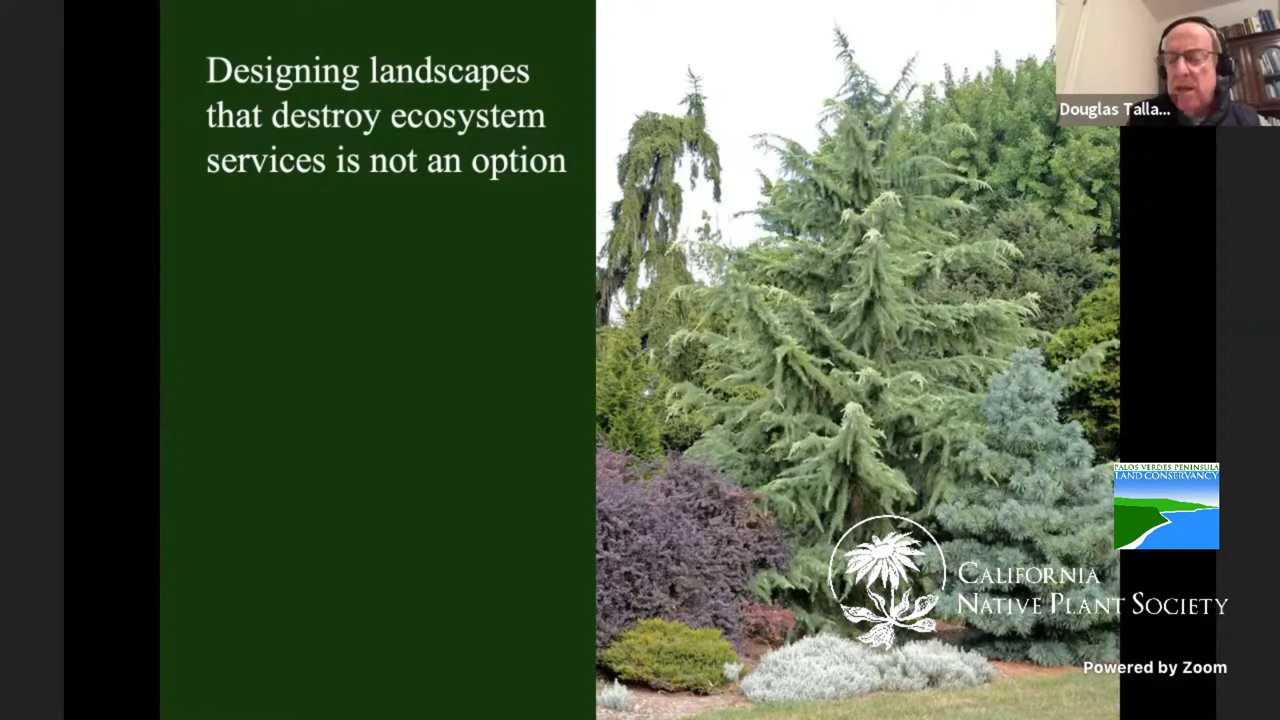 Designing landscapes
that destroy ecosystem
services is not an option
Douglas Talla...
PALOS VERDES PENINSULA
LAND CONSERVANCY
CALIFORNIA
NATIVE PLANT SOCIETY
Powered by Zoom